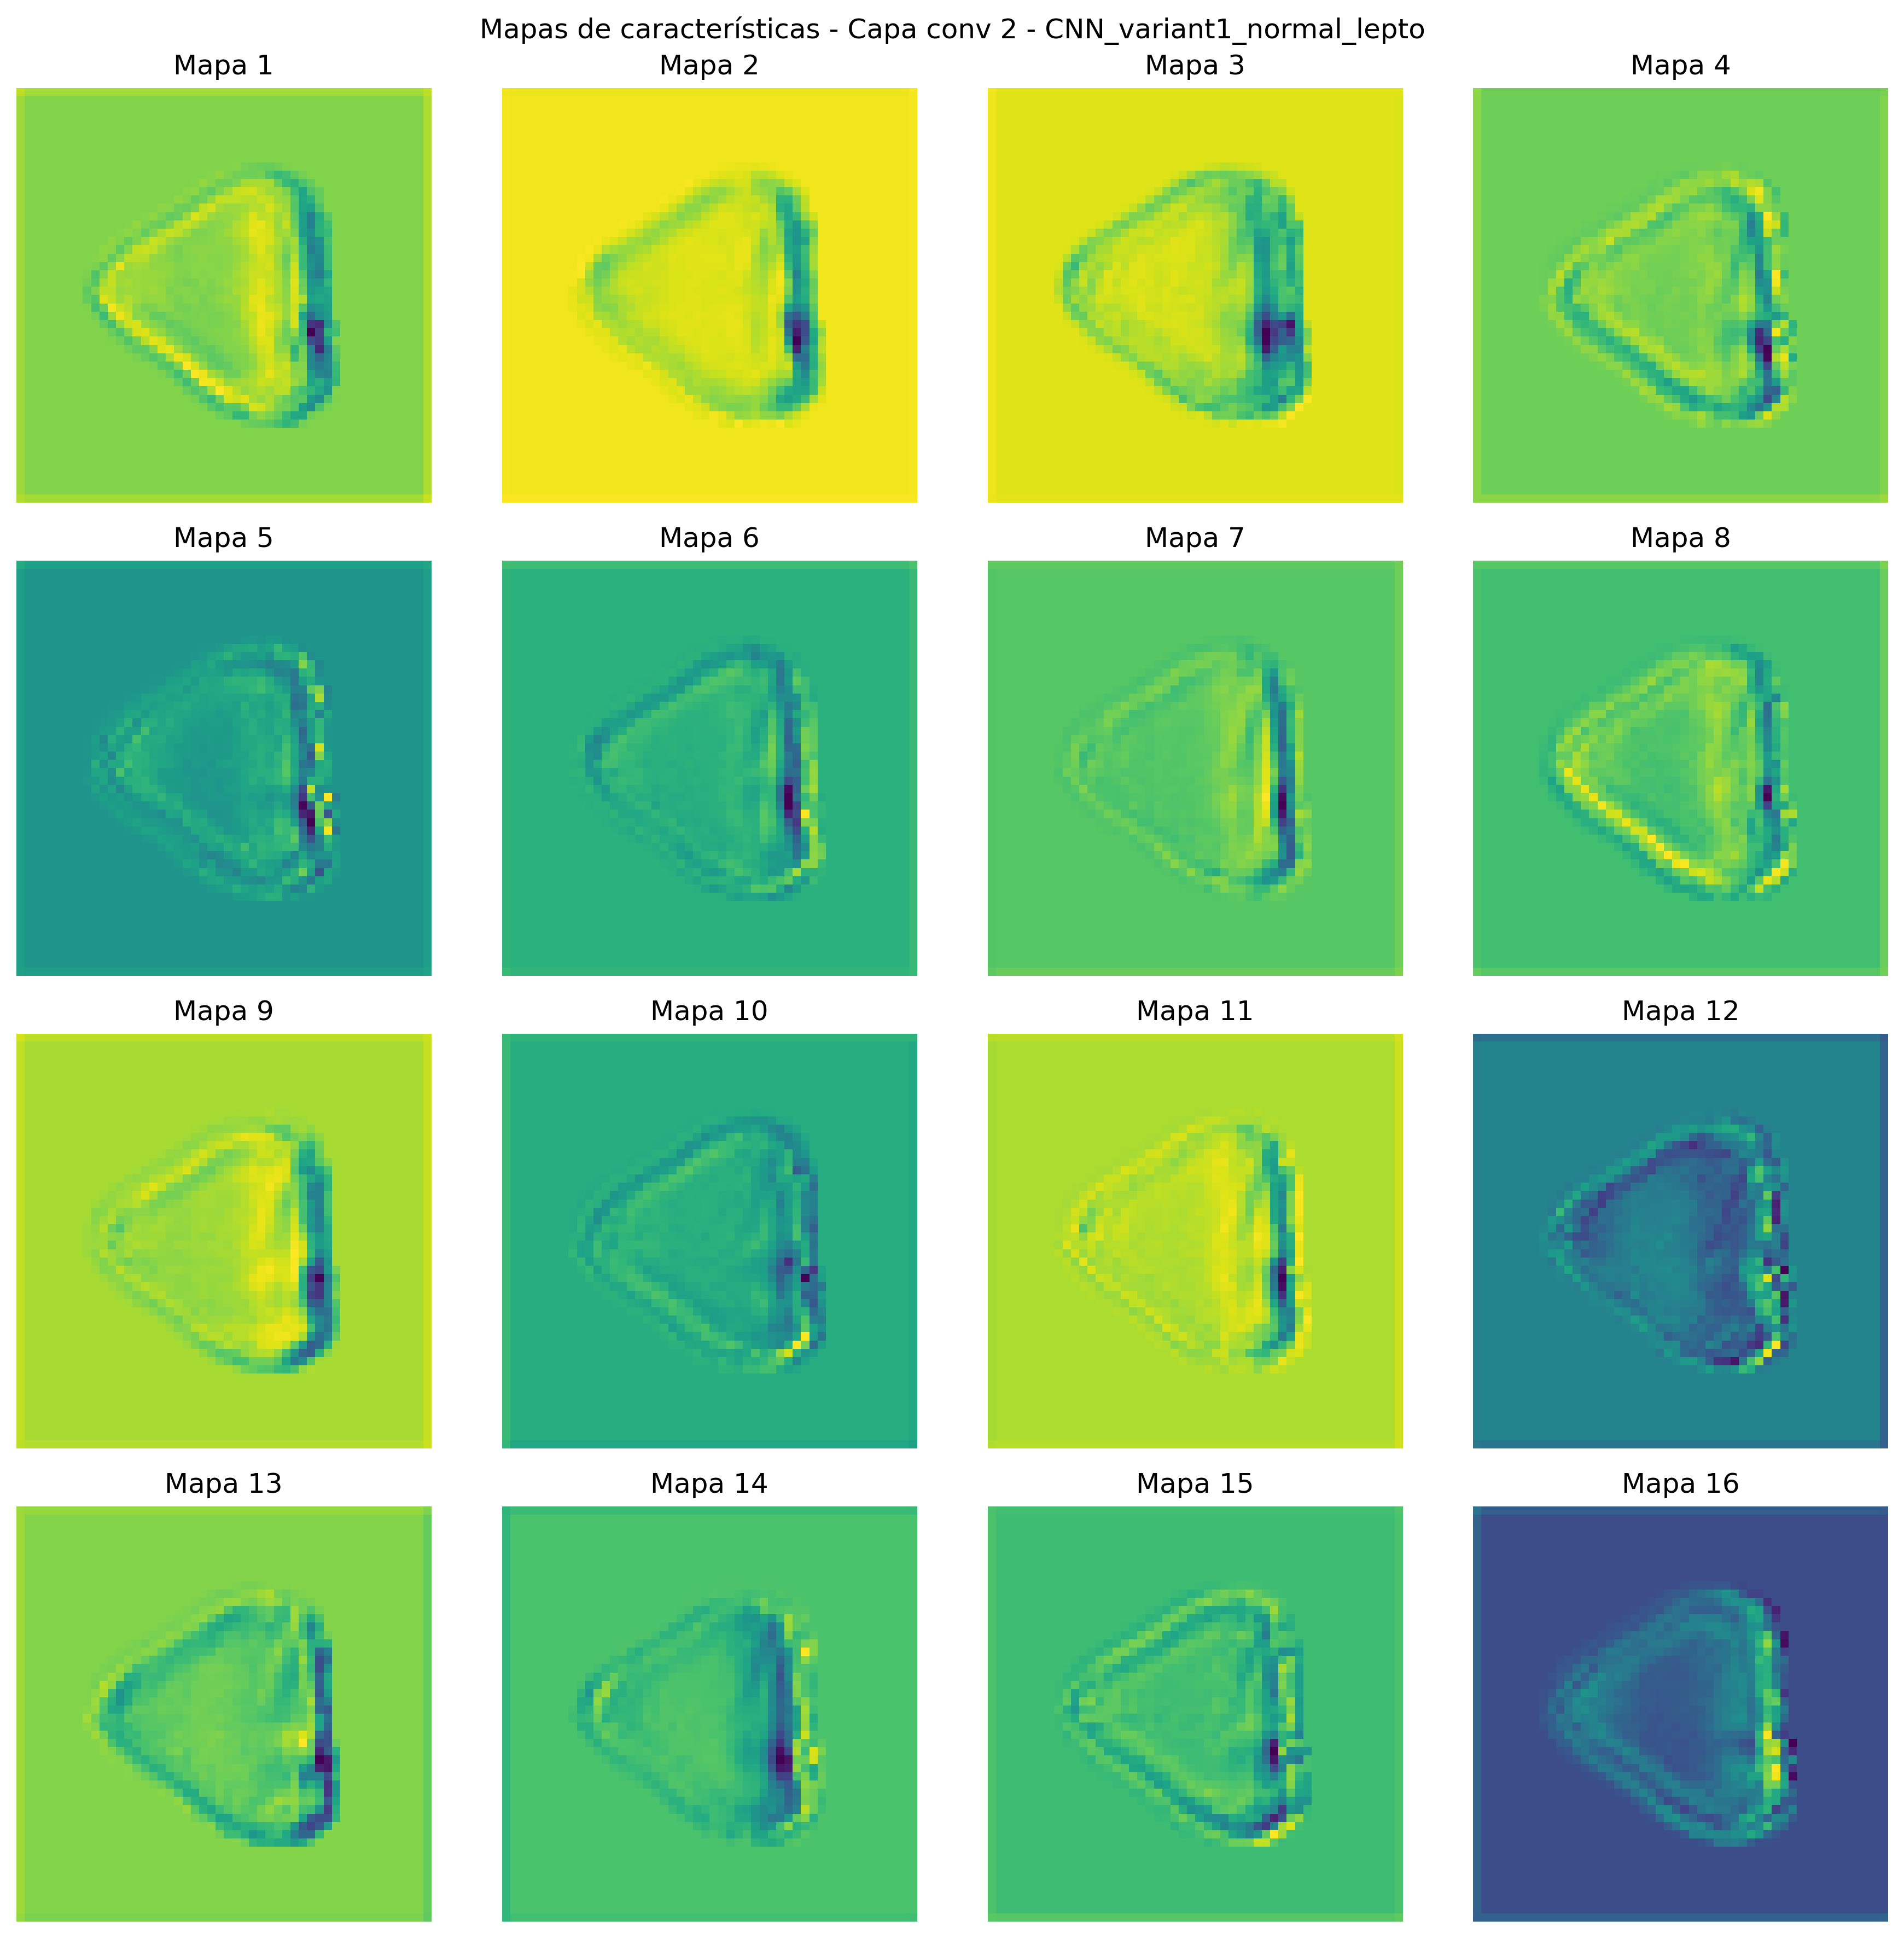 Mapas de características - Capa conv 2 - CNN_variant1_normal_lepto
Mapa 1
Mapa 2
Mapa 3
Mapa 4
Mapa 5
Mapa 6
Mapa 7
Mapa 8
Mapa 9
Mapa 10
Mapa 11
Mapa 12
Mapa 13
Mapa 14
Mapa 15
Mapa 16